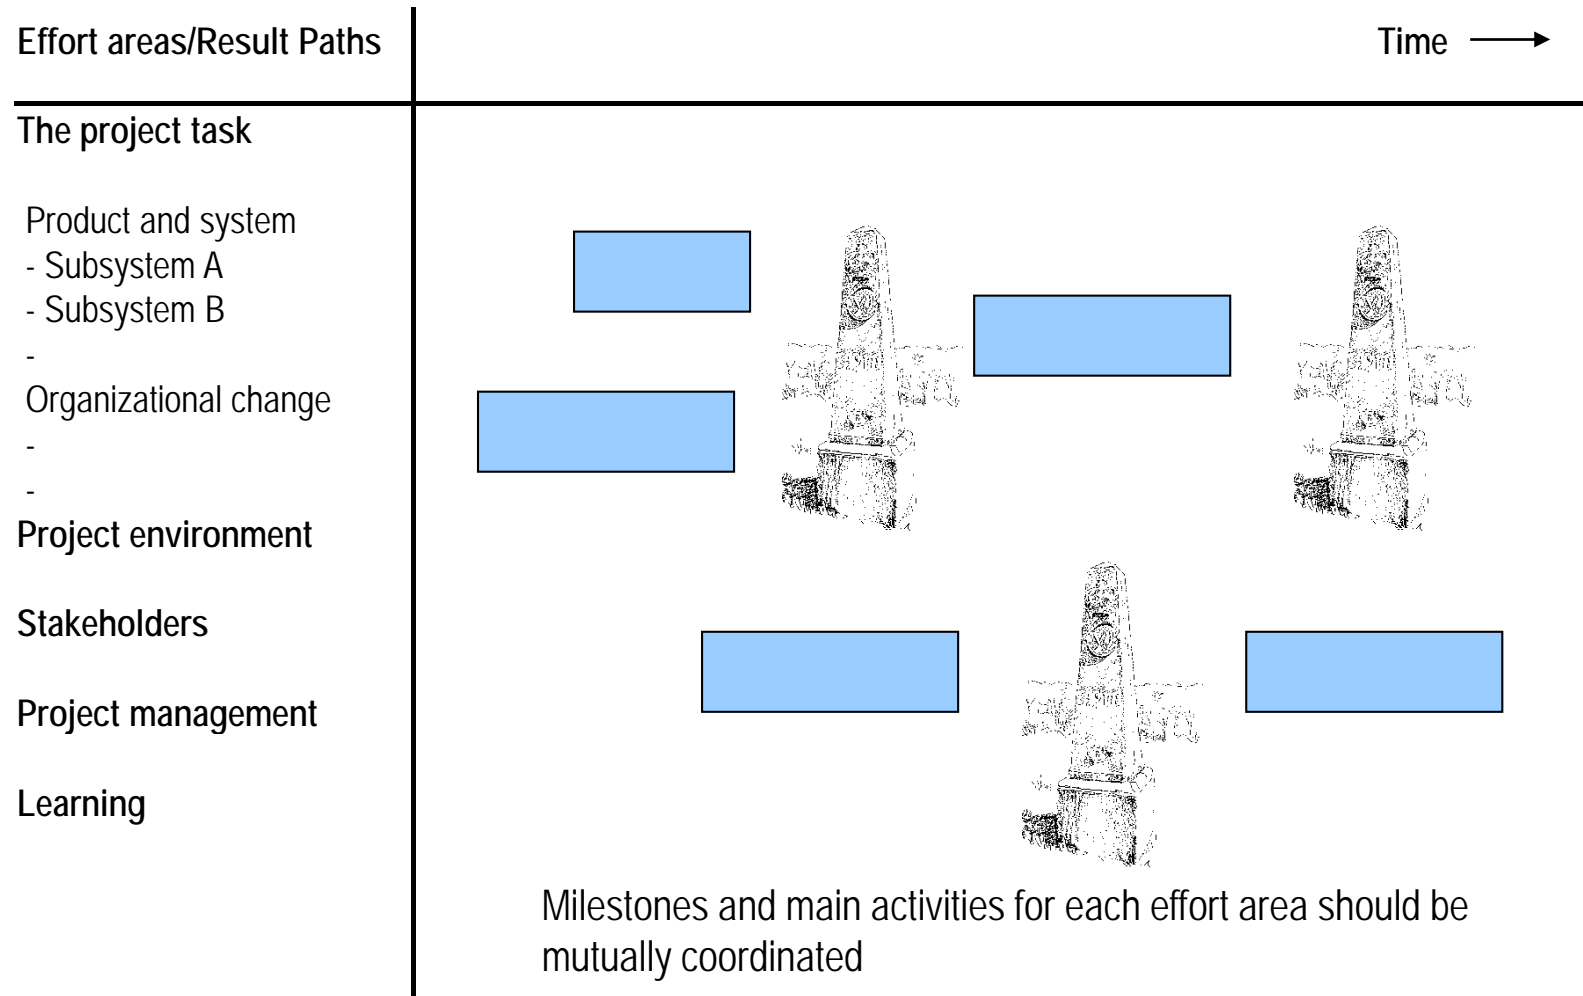 Effort areas/Result Paths
Time
The project task
Product and system
- Subsystem A
- Subsystem B
-
Organizational change
-
-
Project environment
Stakeholders
Project management
Learning
Milestones and main activities for each effort area should be
mutually coordinated